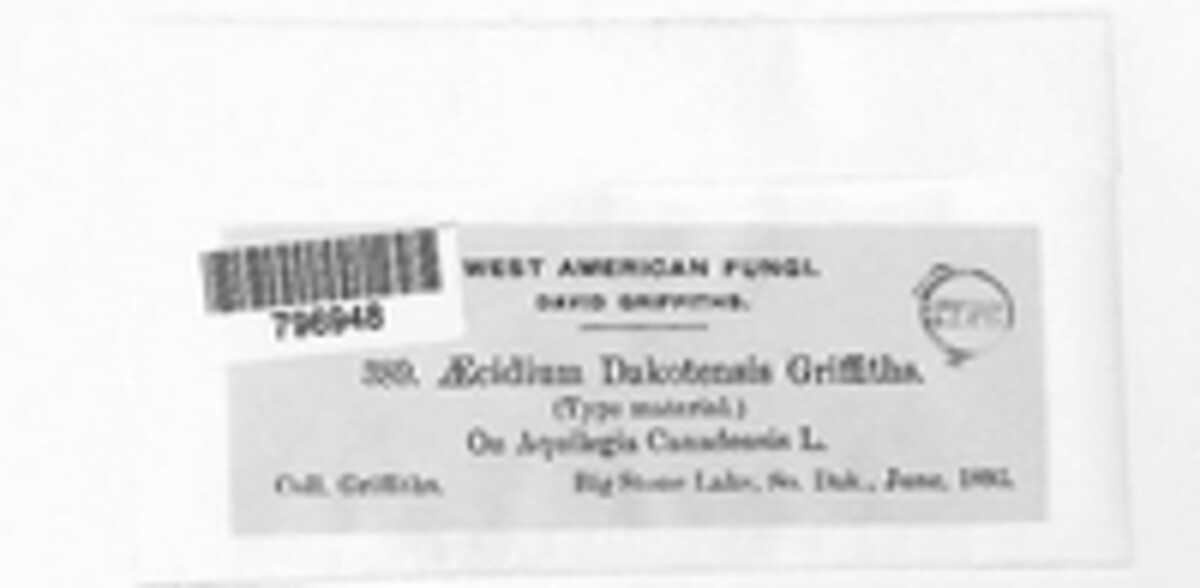 WEST AMERICAN FUNGI.
DAVID GRIFFITHS.
796948
389. Æcidium Dakotensis Griffiths.
(Type material.)
On Aquilegia Canadensis L.
Coll. Griffiths.
Big Stone Lake, So. Dak., June,